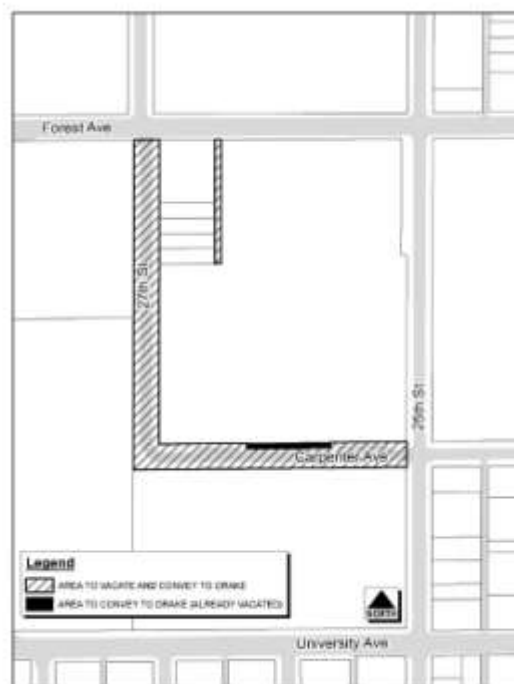 Forest Ave
27th St
25th St
Carpenter Ave
Legend
AREA TO VACATE AND CONVEY TO DRAKE
AREA TO CONVEY TO DRAKE (ALREADY VACATED)
NORTH
University Ave